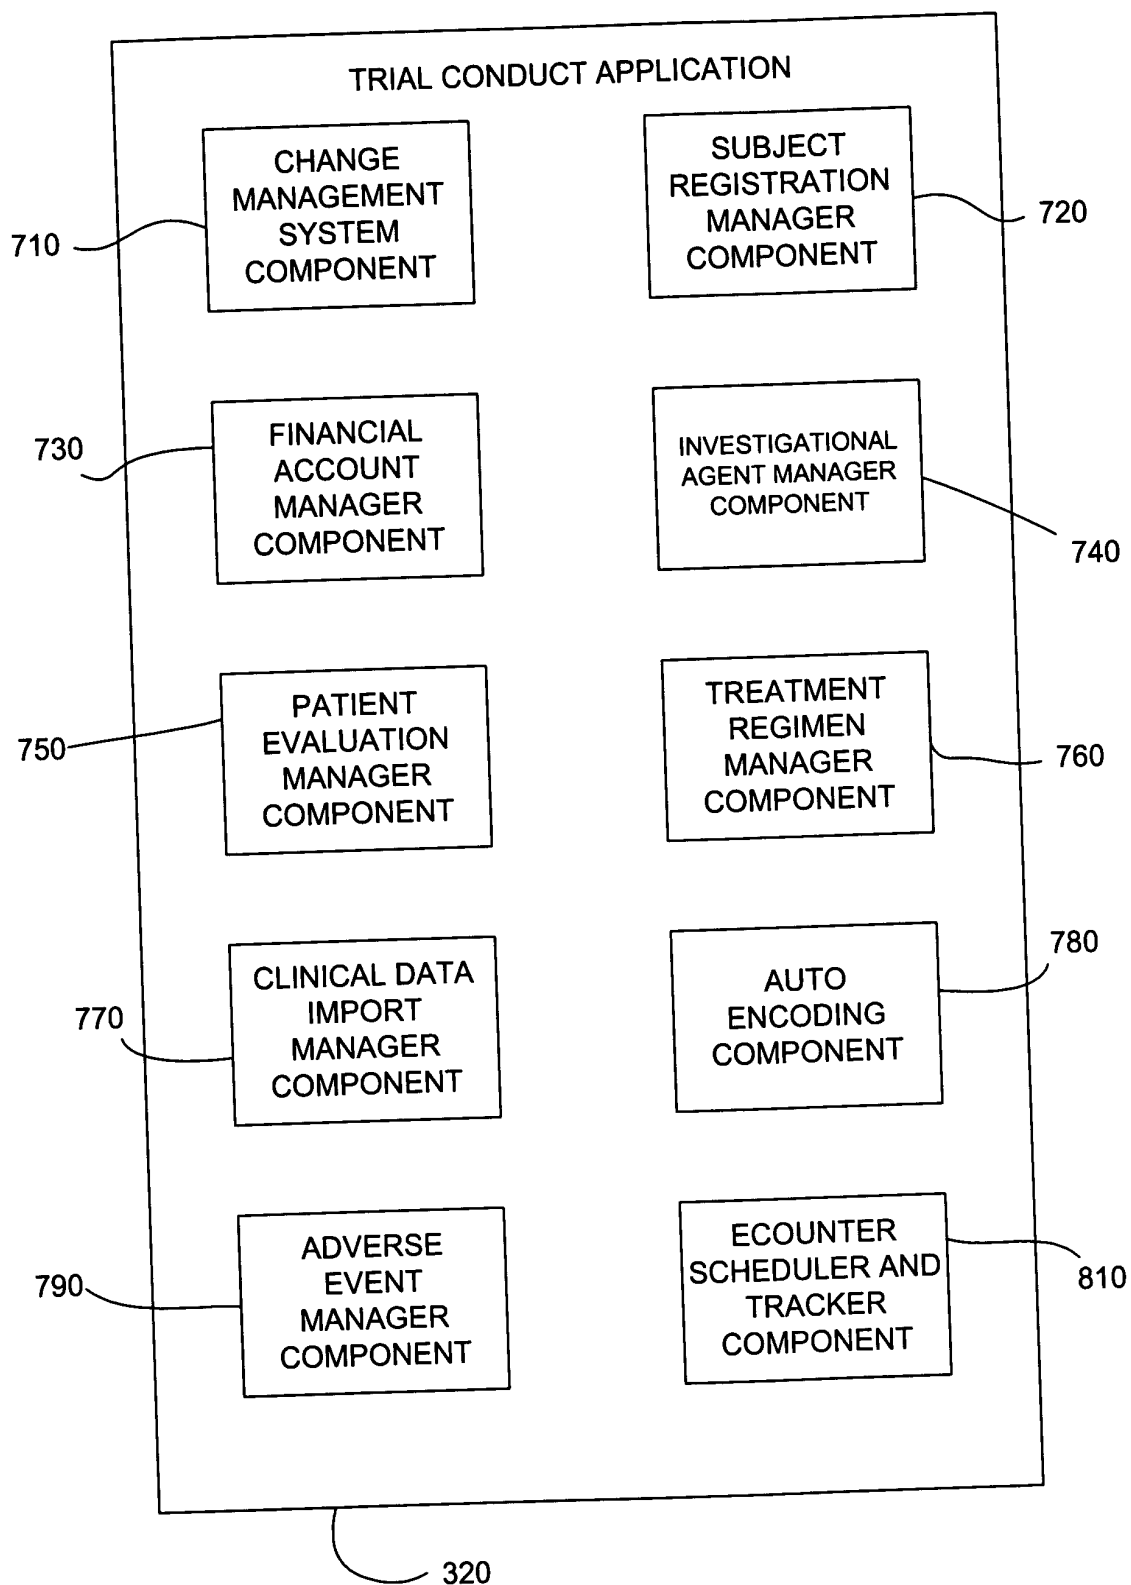 TRIAL CONDUCT APPLICATION
CHANGE
MANAGEMENT
SYSTEM
COMPONENT
710
SUBJECT
REGISTRATION
MANAGER
COMPONENT
720
730
FINANCIAL
ACCOUNT
MANAGER
COMPONENT
INVESTIGATIONAL
AGENT MANAGER
COMPONENT
740
750
PATIENT
EVALUATION
MANAGER
COMPONENT
TREATMENT
REGIMEN
MANAGER
COMPONENT
760
770
CLINICAL DATA
IMPORT
MANAGER
COMPONENT
AUTO
ENCODING
COMPONENT
780
790
ADVERSE
EVENT
MANAGER
COMPONENT
ECOUNTER
SCHEDULER AND
TRACKER
COMPONENT
810
320